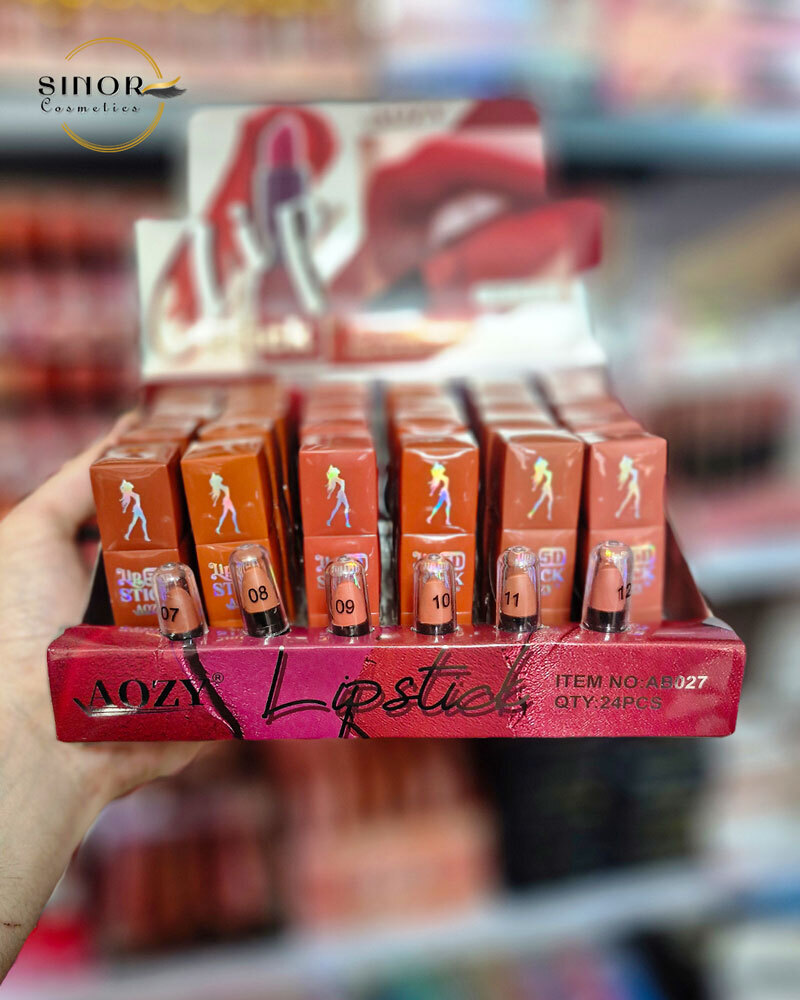 SINOR
Cosmetics
AOZY
07
08
09
10
11
12
AOZY® Lipstick
ITEM NO:AB027
QTY:24PCS